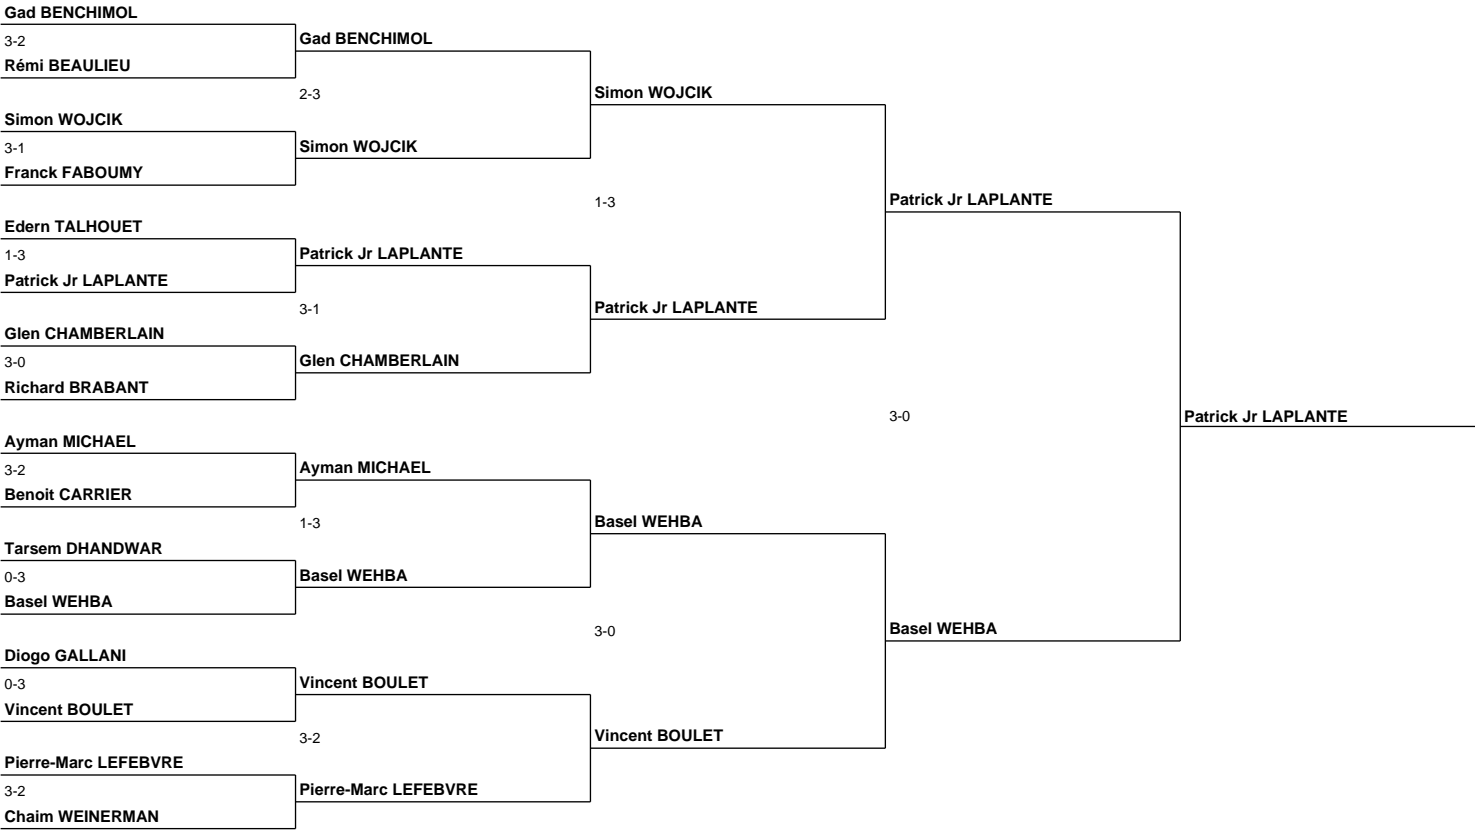 Gad BENCHIMOL
3-2
Gad BENCHIMOL
Rémi BEAULIEU
2-3
Simon WOJCIK
Simon WOJCIK
3-1
Simon WOJCIK
Franck FABOUMY
1-3
Patrick Jr LAPLANTE
Edern TALHOUET
1-3
Patrick Jr LAPLANTE
Patrick Jr LAPLANTE
3-1
Patrick Jr LAPLANTE
Glen CHAMBERLAIN
3-0
Glen CHAMBERLAIN
Richard BRABANT
3-0
Patrick Jr LAPLANTE
Ayman MICHAEL
3-2
Ayman MICHAEL
Benoit CARRIER
1-3
Basel WEHBA
Tarsem DHANDWAR
0-3
Basel WEHBA
Basel WEHBA
3-0
Basel WEHBA
Diogo GALLANI
0-3
Vincent BOULET
Vincent BOULET
3-2
Vincent BOULET
Pierre-Marc LEFEBVRE
3-2
Pierre-Marc LEFEBVRE
Chaim WEINERMAN